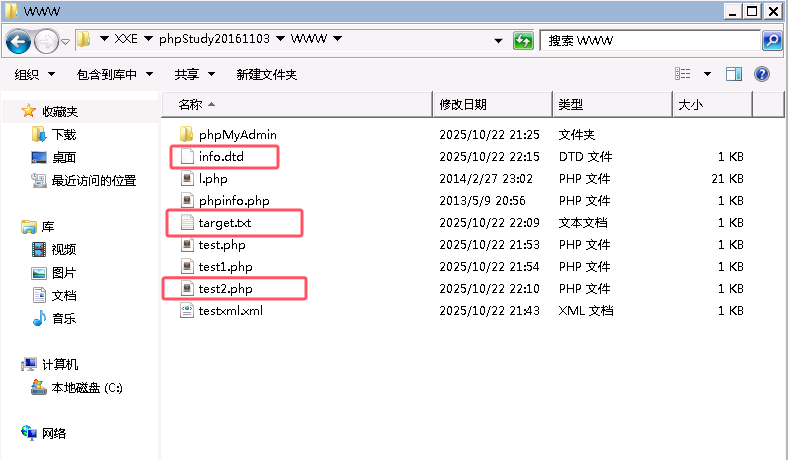 WWW
XXE phpStudy20161103 WWW
搜索 WWW
组织 包含到库中 共享 新建文件夹
名称 修改日期 类型 大小
收藏夹
下载
桌面
最近访问的位置
库
视频
图片
文档
音乐
计算机
本地磁盘 (C:)
网络
phpMyAdmin 2025/10/22 21:25 文件夹
info.dtd 2025/10/22 22:15 DTD 文件 1 KB
l.php 2014/2/27 23:02 PHP 文件 21 KB
phpinfo.php 2013/5/9 20:56 PHP 文件 1 KB
target.txt 2025/10/22 22:09 文本文档 1 KB
test.php 2025/10/22 21:53 PHP 文件 1 KB
test1.php 2025/10/22 21:54 PHP 文件 1 KB
test2.php 2025/10/22 22:10 PHP 文件 1 KB
testxml.xml 2025/10/22 21:43 XML 文档 1 KB